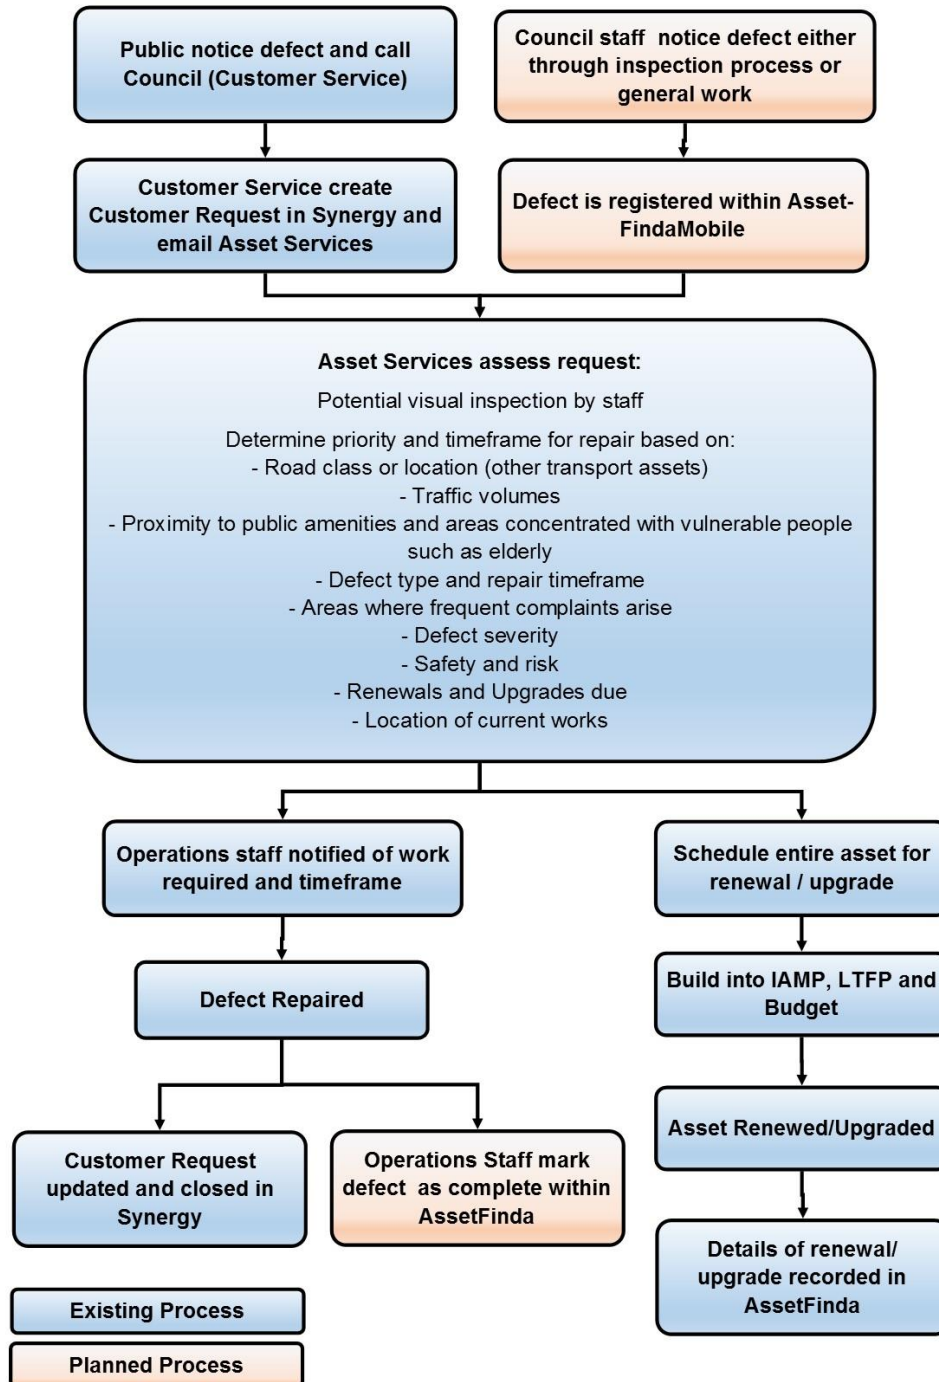 Public notice defect and call
Council (Customer Service)
Council staff notice defect either
through inspection process or
general work
Customer Service create
Customer Request in Synergy and
email Asset Services
Defect is registered within Asset-
FindaMobile
Asset Services assess request:
Potential visual inspection by staff
Determine priority and timeframe for repair based on:
- Road class or location (other transport assets)
- Traffic volumes
- Proximity to public amenities and areas concentrated with vulnerable people
such as elderly
- Defect type and repair timeframe
- Areas where frequent complaints arise
- Defect severity
- Safety and risk
- Renewals and Upgrades due
- Location of current works
Operations staff notified of work
required and timeframe
Schedule entire asset for
renewal / upgrade
Defect Repaired
Build into IAMP, LTFP and
Budget
Asset Renewed/Upgraded
Customer Request
updated and closed in
Synergy
Operations Staff mark
defect as complete within
AssetFinda
Details of renewal/
upgrade recorded in
AssetFinda
Existing Process
Planned Process